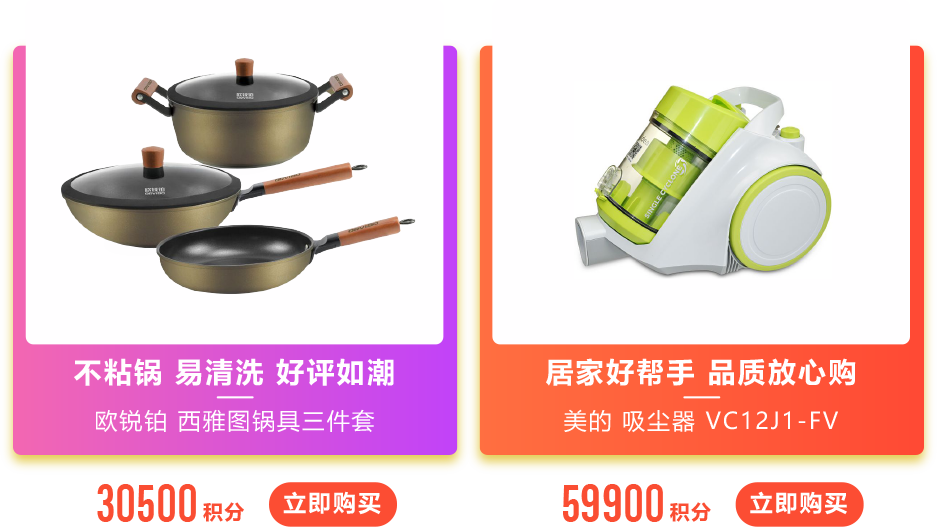 SINGLE CYCLONE
不粘锅 易清洗 好评如潮
欧锐铂 西雅图锅具三件套
30500积分 立即购买
居家好帮手 品质放心购
美的 吸尘器 VC12J1-FV
59900积分 立即购买